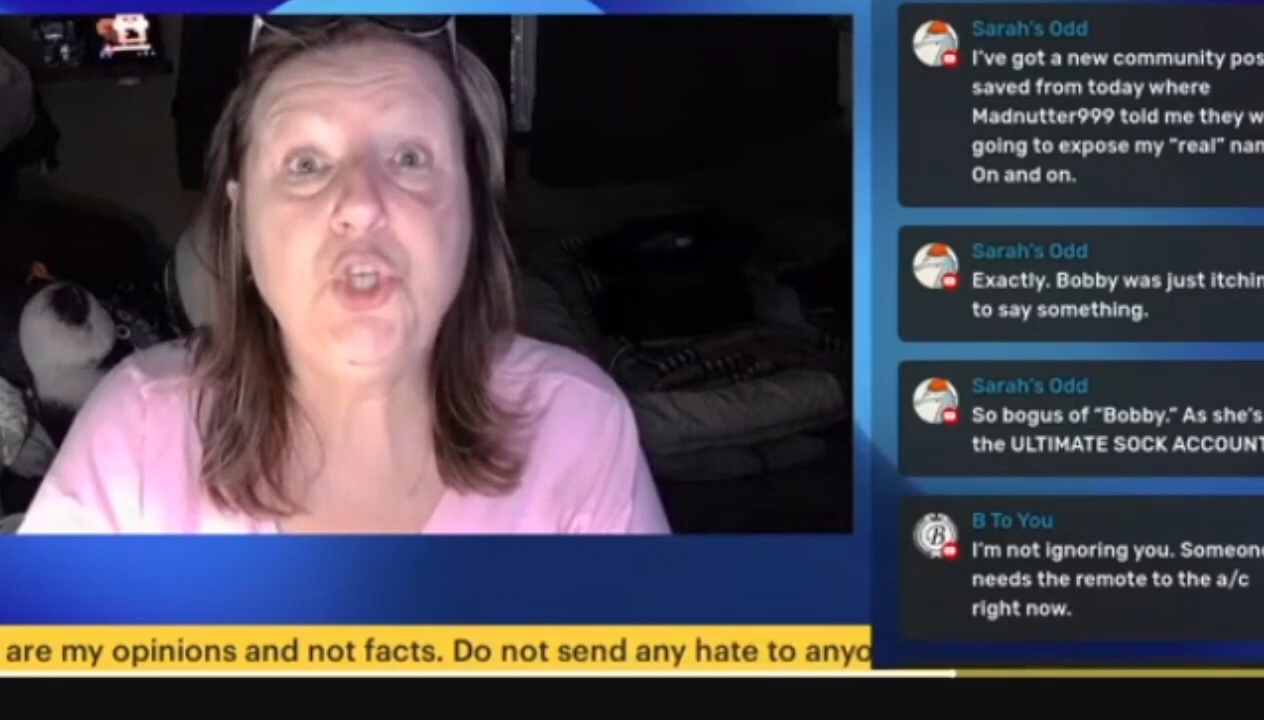 Sarah's Odd
I've got a new community pos
saved from today where
Madnutter999 told me they w
going to expose my "real" nam
On and on.
Sarah's Odd
Exactly. Bobby was just itchin
to say something.
Sarah's Odd
So bogus of "Bobby." As she's
the ULTIMATE SOCK ACCOUNT
B To You
I'm not ignoring you. Someone
needs the remote to the a/c
right now.
are my opinions and not facts. Do not send any hate to anyo